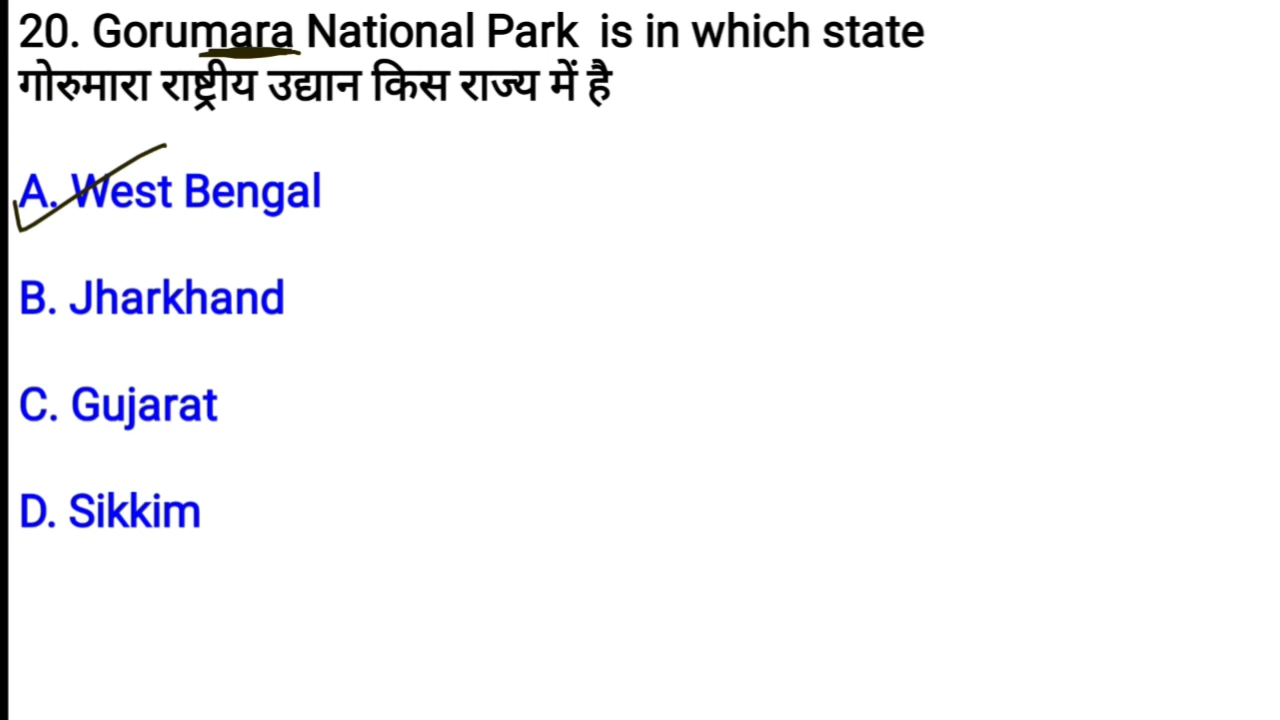 20. Gorumara National Park is in which state
गोरुमारा राष्ट्रीय उद्यान किस राज्य में है
A. West Bengal
B. Jharkhand
C. Gujarat
D. Sikkim